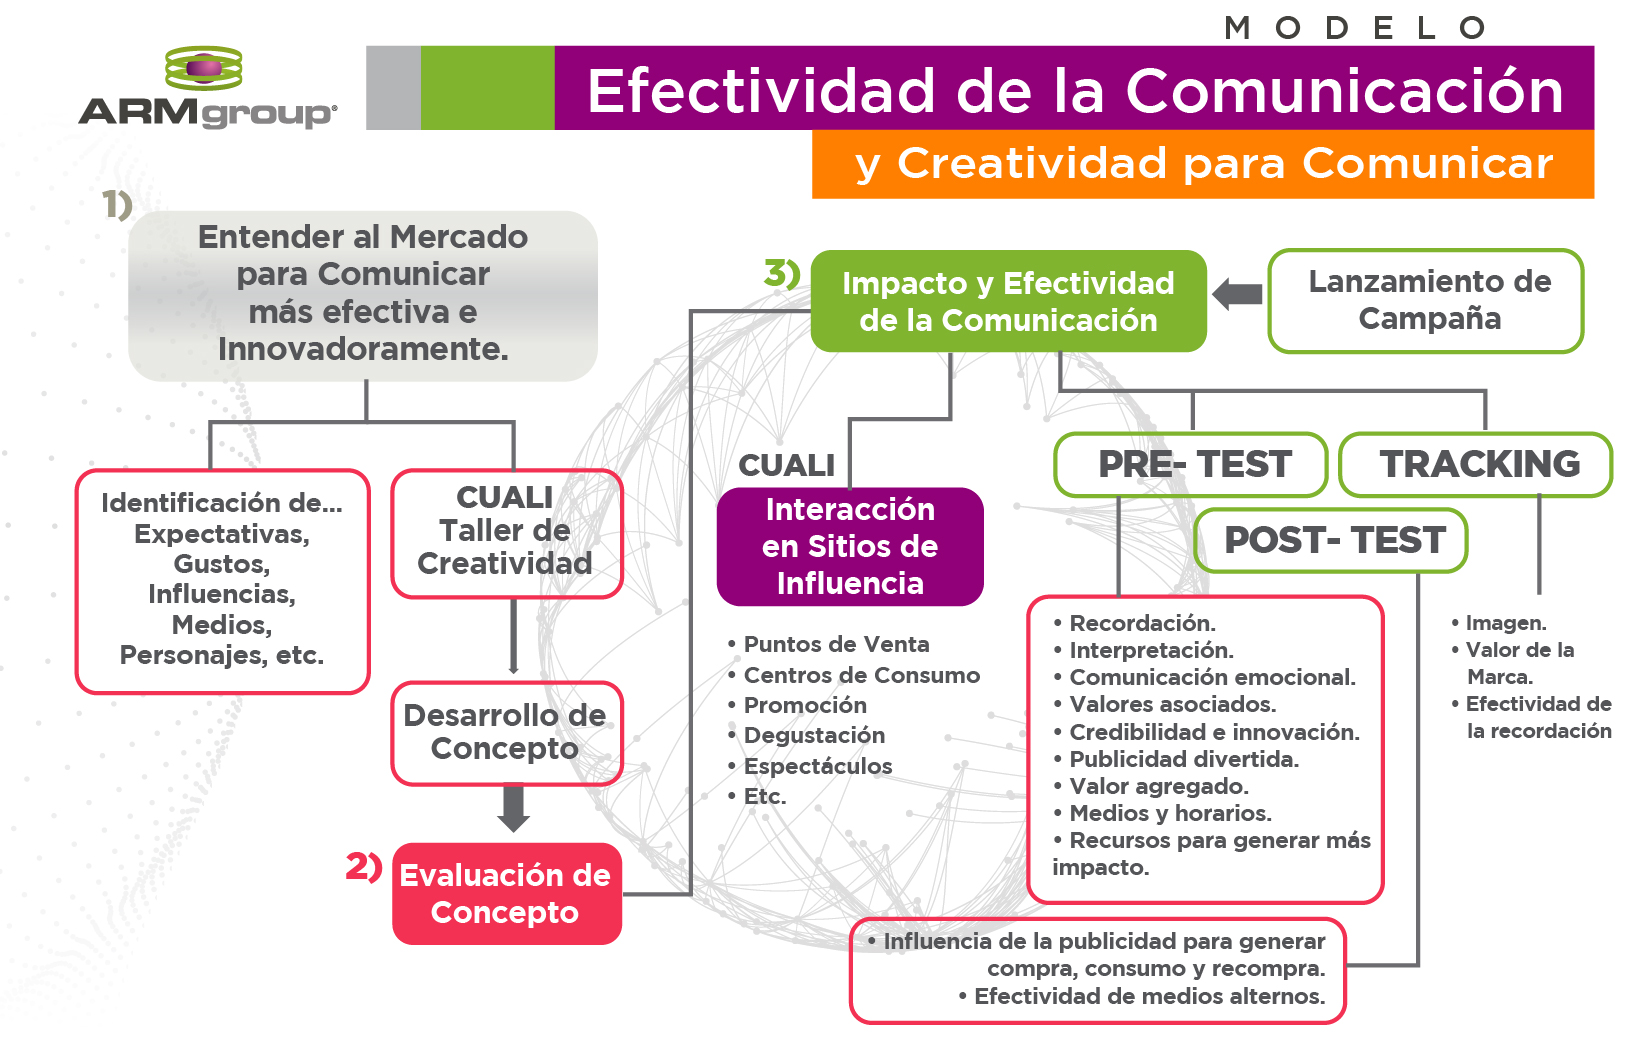 MODELO
ARMgroup®
Efectividad de la Comunicación
y Creatividad para Comunicar
1)
Entender al Mercado
para Comunicar
más efectiva e
Innovadoramente.
Identificación de...
Expectativas,
Gustos,
Influencias,
Medios,
Personajes, etc.
CUALI
Taller de
Creatividad
Desarrollo de
Concepto
2)
Evaluación de
Concepto
3)
Impacto y Efectividad
de la Comunicación
Lanzamiento de
Campaña
CUALI
Interacción
en Sitios de
Influencia
• Puntos de Venta
• Centros de Consumo
• Promoción
• Degustación
• Espectáculos
• Etc.
PRE- TEST
TRACKING
POST- TEST
• Recordación.
• Interpretación.
• Comunicación emocional.
• Valores asociados.
• Credibilidad e innovación.
• Publicidad divertida.
• Valor agregado.
• Medios y horarios.
• Recursos para generar más
impacto.
• Imagen.
• Valor de la
Marca.
• Efectividad de
la recordación
• Influencia de la publicidad para generar
compra, consumo y recompra.
• Efectividad de medios alternos.